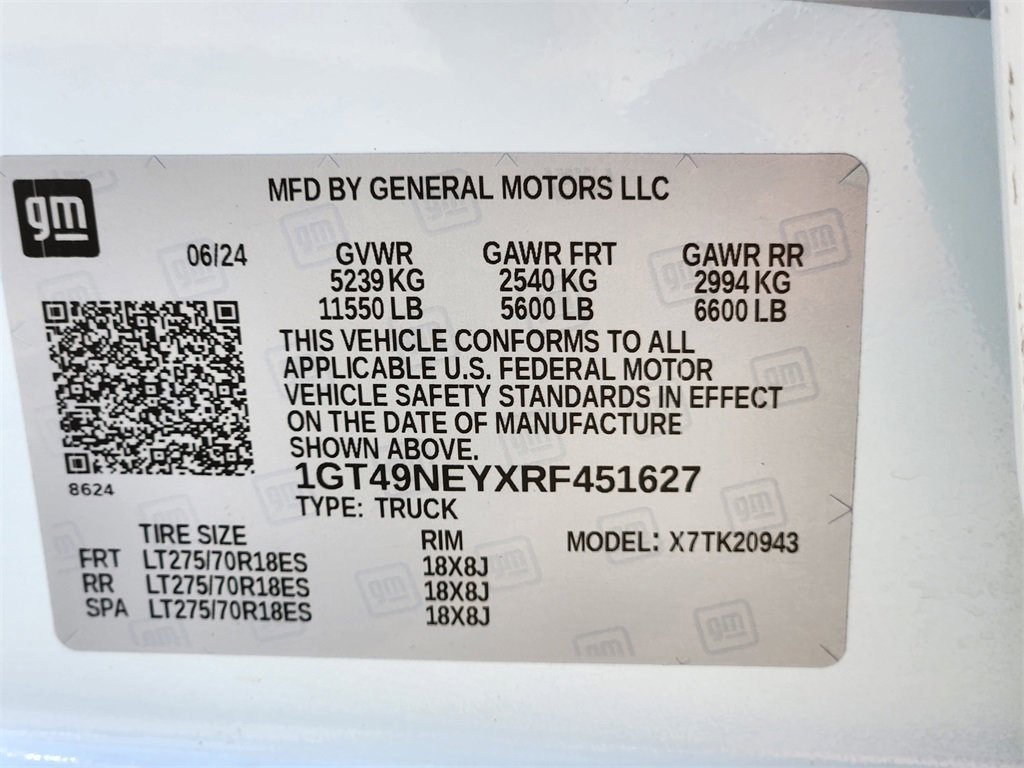 gm
MFD BY GENERAL MOTORS LLC
06/24 GVWR GAWR FRT GAWR RR
5239 KG 2540 KG 2994 KG
11550 LB 5600 LB 6600 LB
THIS VEHICLE CONFORMS TO ALL
APPLICABLE U.S. FEDERAL MOTOR
VEHICLE SAFETY STANDARDS IN EFFECT
ON THE DATE OF MANUFACTURE
SHOWN ABOVE.
8624
1GT49NEYXRF451627
TYPE: TRUCK
TIRE SIZE RIM MODEL: X7TK20943
FRT LT275/70R18ES 18X8J
RR LT275/70R18ES 18X8J
SPA LT275/70R18ES 18X8J